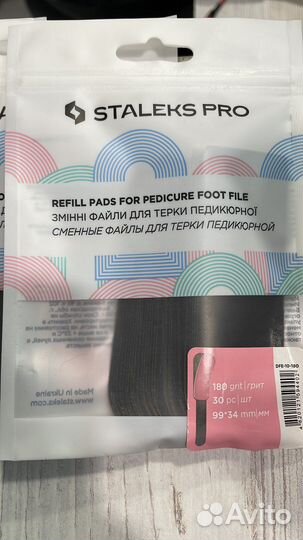 STALEKS PRO
REFILL PADS FOR PEDICURE FOOT FILE
ЗМІННІ ФАЙЛИ ДЛЯ ТЕРКИ ПЕДИКЮРНОЇ
СМЕННЫЕ ФАЙЛЫ ДЛЯ ТЕРКИ ПЕДИКЮРНОЙ
Made in Ukraine
www.staleks.com
180 grit|грит
30 pc|шт
99*34 mm|мм
DFE-10-180
Avito